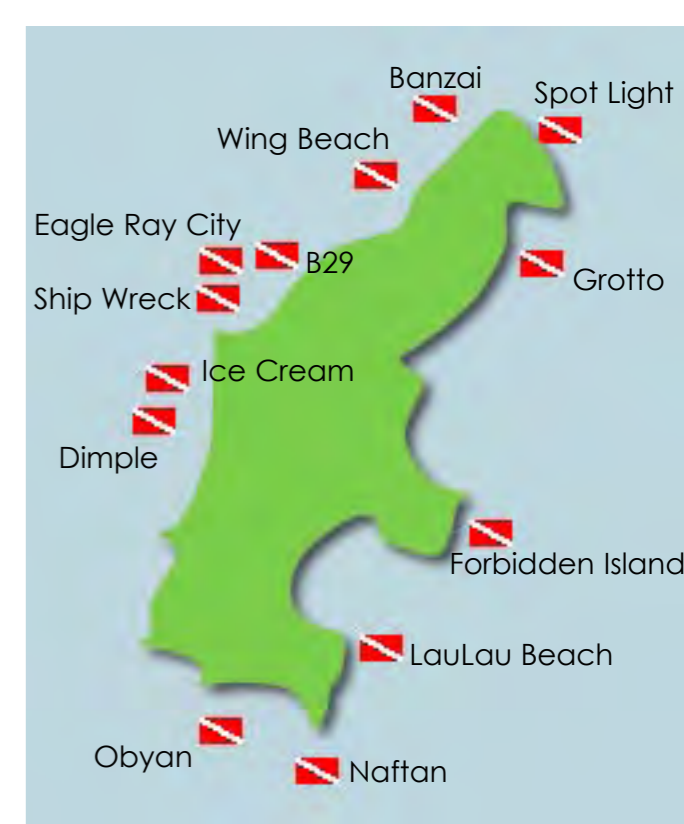 Banzai
Spot Light
Wing Beach
Eagle Ray City
B29
Grotto
Ship Wreck
Ice Cream
Dimple
Forbidden Island
LauLau Beach
Obyan
Naftan